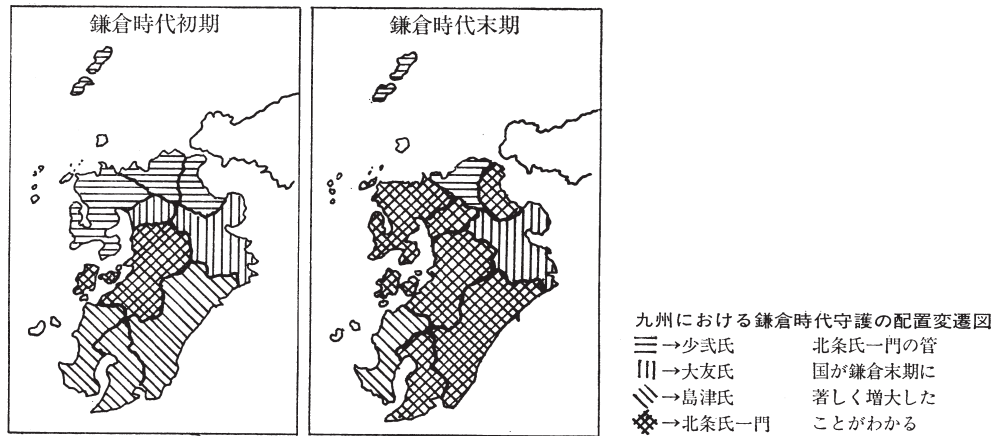 鎌倉時代初期
鎌倉時代末期
九州における鎌倉時代守護の配置変遷図
→少弐氏
→大友氏
→島津氏
→北条氏一門
北条氏一門の管
国が鎌倉末期に
著しく増大した
ことがわかる